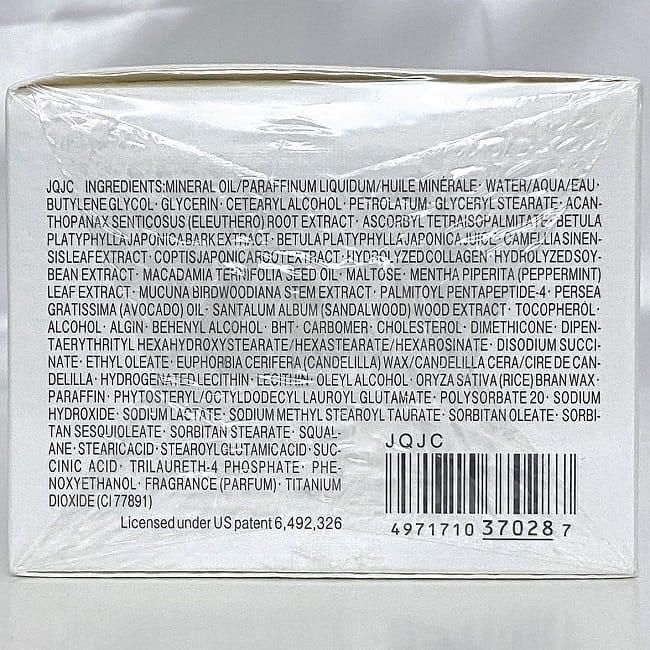 JQJC INGREDIENTS:MINERAL OIL/PARAFFINUM LIQUIDUM/HUILE MINÉRALE· WATER/AQUA/EAU·
BUTYLENE GLYCOL· GLYCERIN· CETEARYL ALCOHOL· PETROLATUM· GLYCERYL STEARATE· ACAN-
THOPANAX SENTICOSUS (ELEUTHERO) ROOT EXTRACT· ASCORBYL TETRAISOPALMITATE· BETULA
PLATYPHYLLA JAPONICA BARK EXTRACT· BETULA PLATYPHYLLA JAPONICA JUICE· CAMELLIA SINEN-
SIS LEAF EXTRACT· COPTIS JAPONICA ROOT EXTRACT· HYDROLYZED COLLAGEN· HYDROLYZED SOY-
BEAN EXTRACT· MACADAMIA TERNIFOLIA SEED OIL· MALTOSE· MENTHA PIPERITA (PEPPERMINT)
LEAF EXTRACT· MUCUNA BIRDWOODIANA STEM EXTRACT· PALMITOYL PENTAPEPTIDE-4· PERSEA
GRATISSIMA (AVOCADO) OIL· SANTALUM ALBUM (SANDALWOOD) WOOD EXTRACT· TOCOPHEROL·
ALCOHOL· ALGIN· BEHENYL ALCOHOL· BHT· CARBOMER· CHOLESTEROL· DIMETHICONE· DIPEN-
TAERYTHRITYL HEXAHYDROXYSTEARATE/HEXASTEARATE/HEXAROSINATE· DISODIUM SUCCI-
NATE· ETHYL OLEATE· EUPHORBIA CERIFERA (CANDELILLA) WAX/CANDELILLA CERA/CIRE DE CAN-
DELILLA· HYDROGENATED LECITHIN· LECITHIN· OLEYL ALCOHOL· ORYZA SATIVA (RICE) BRAN WAX·
PARAFFIN· PHYTOSTERYL/OCTYLDODECYL LAUROYL GLUTAMATE· POLYSORBATE 20· SODIUM
HYDROXIDE· SODIUM LACTATE· SODIUM METHYL STEAROYL TAURATE· SORBITAN OLEATE· SORBI-
TAN SESQUIOLEATE· SORBITAN STEARATE· SQUAL-
ANE· STEARIC ACID· STEAROYL GLUTAMIC ACID· SUC-
CINIC ACID· TRILAURETH-4 PHOSPHATE· PHE-
NOXYETHANOL· FRAGRANCE (PARFUM)· TITANIUM
DIOXIDE (CI 77891)
Licensed under US patent 6,492,326
JQJC
4971710 37028 7